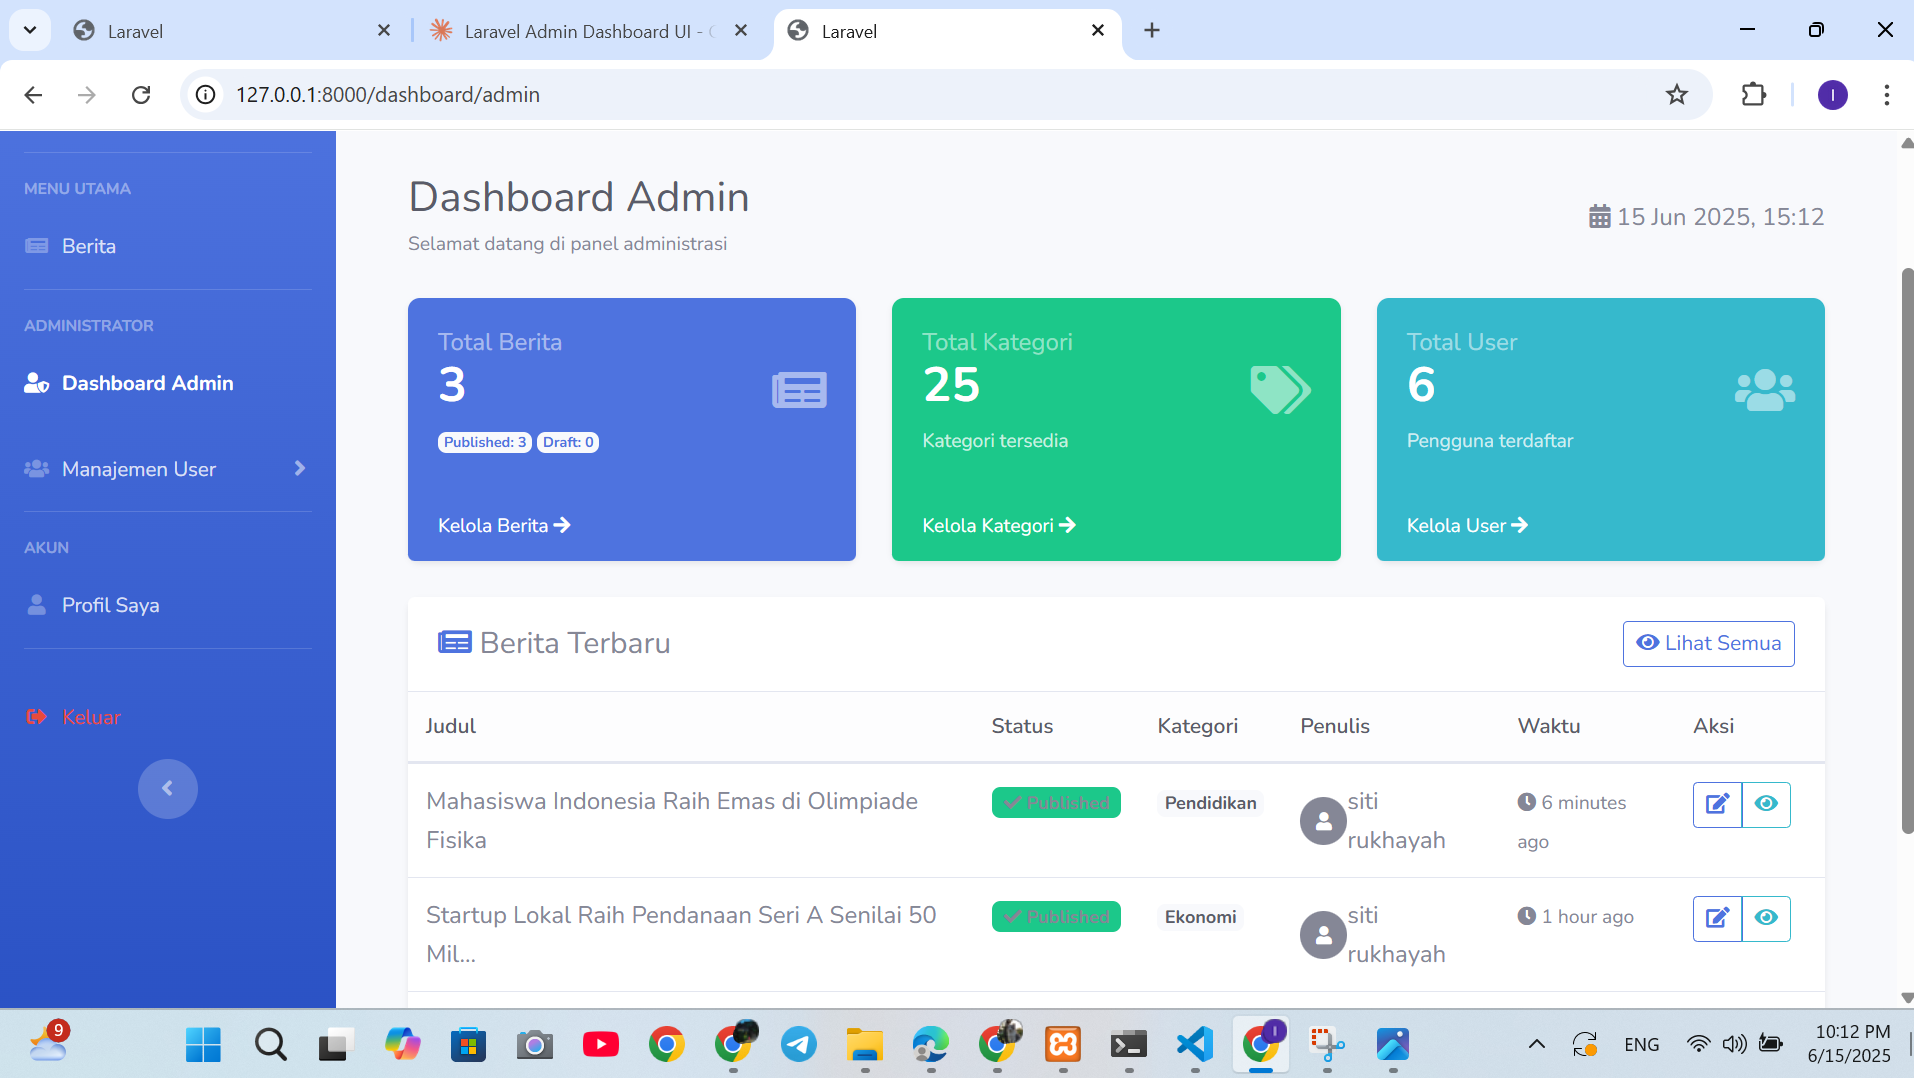 Laravel
Laravel Admin Dashboard UI -
Laravel
127.0.0.1:8000/dashboard/admin
I
MENU UTAMA
Berita
ADMINISTRATOR
Dashboard Admin
Manajemen User
AKUN
Profil Saya
Keluar
Dashboard Admin
Selamat datang di panel administrasi
15 Jun 2025, 15:12
Total Berita
3
Published: 3 Draft: 0
Kelola Berita
Total Kategori
25
Kategori tersedia
Kelola Kategori
Total User
6
Pengguna terdaftar
Kelola User
Berita Terbaru
Lihat Semua
Judul Status Kategori Penulis Waktu Aksi
Mahasiswa Indonesia Raih Emas di Olimpiade Published Pendidikan siti 6 minutes
Fisika rukhayah ago
Startup Lokal Raih Pendanaan Seri A Senilai 50 Published Ekonomi siti 1 hour ago
Mil... rukhayah
9
I
ENG
10:12 PM
6/15/2025